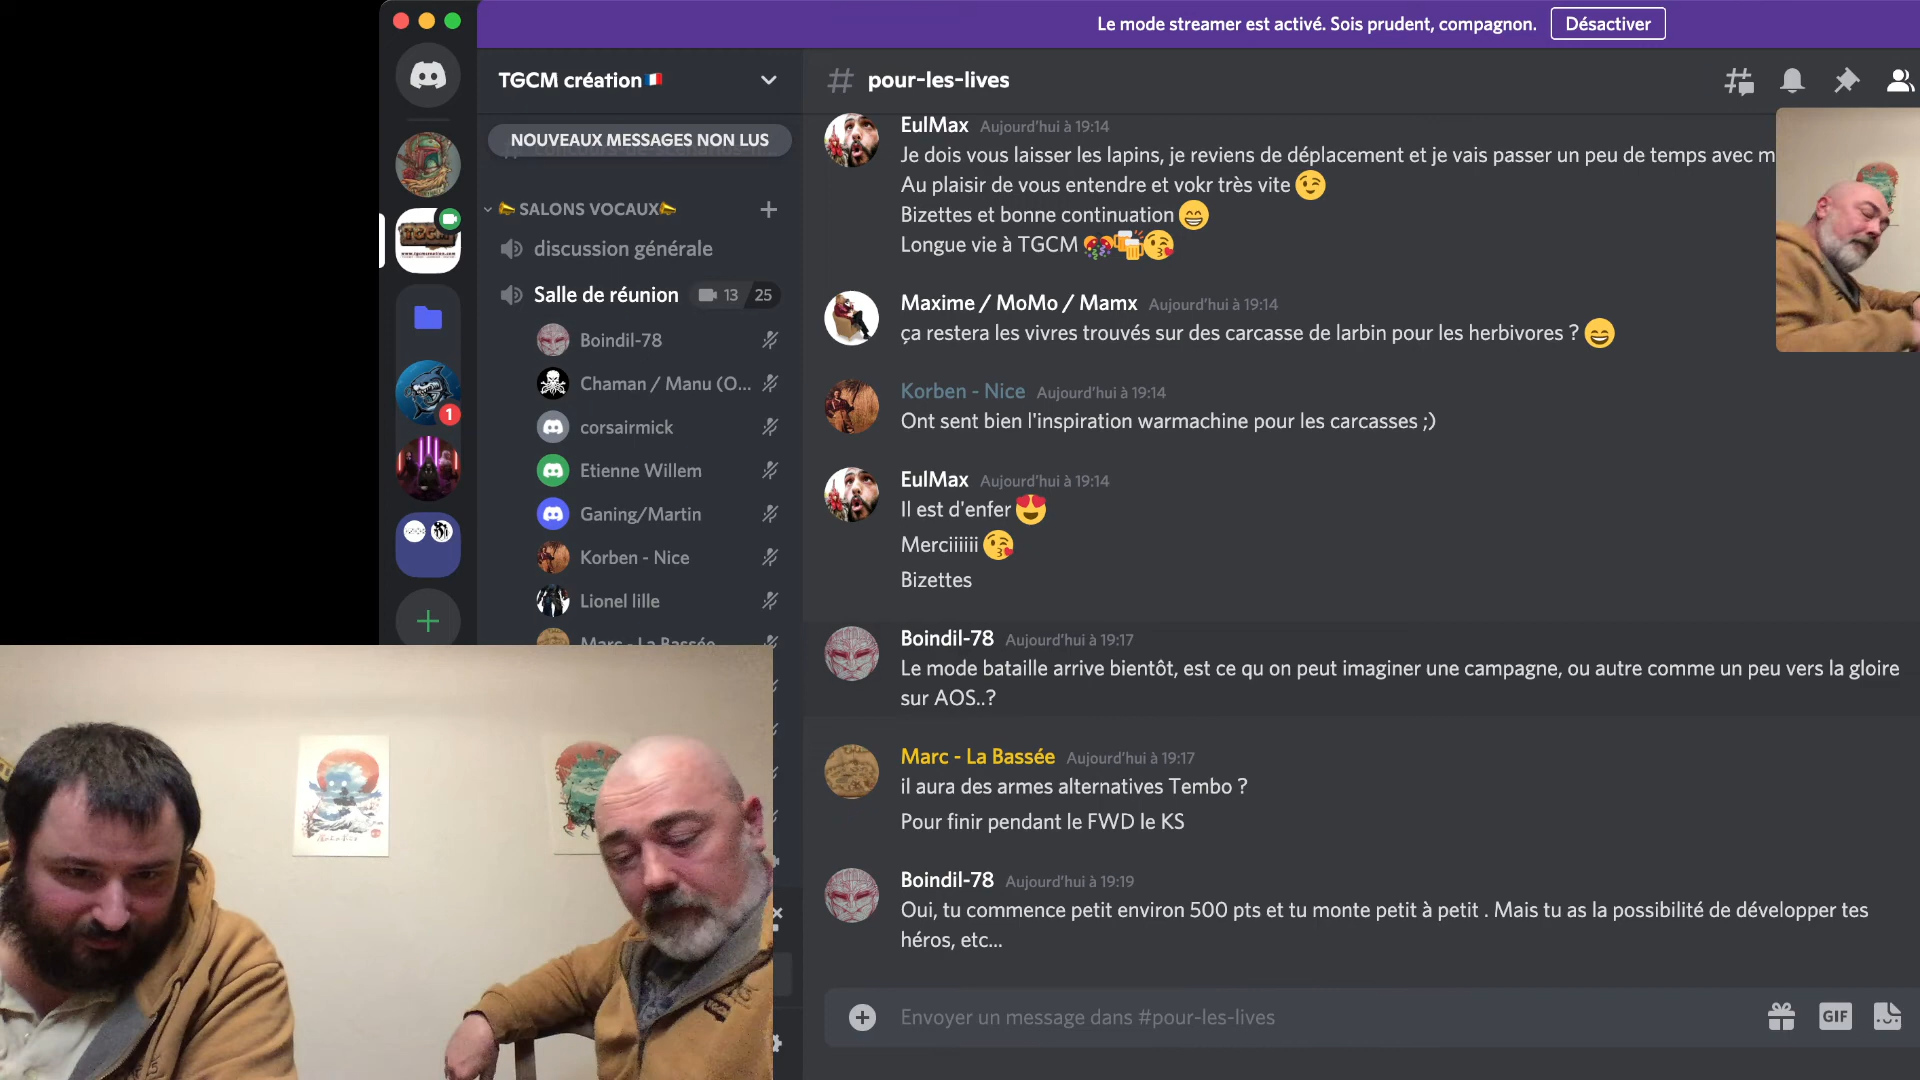 Le mode streamer est activé. Sois prudent, compagnon.
Désactiver
TGCM création
pour-les-lives
NOUVEAUX MESSAGES NON LUS
SALONS VOCAUX
discussion générale
Salle de réunion
13
25
Boindil-78
Chaman / Manu (O...
corsairmick
Etienne Willem
Ganing/Martin
Korben - Nice
Lionel lille
Marc - La Bassée
1
EulMax Aujourd'hui à 19:14
Je dois vous laisser les lapins, je reviens de déplacement et je vais passer un peu de temps avec m
Au plaisir de vous entendre et vokr très vite
Bizettes et bonne continuation
Longue vie à TGCM
Maxime / MoMo / Mamx Aujourd'hui à 19:14
ça restera les vivres trouvés sur des carcasse de larbin pour les herbivores ?
Korben - Nice Aujourd'hui à 19:14
Ont sent bien l'inspiration warmachine pour les carcasses ;)
EulMax Aujourd'hui à 19:14
Il est d'enfer
Merciiiiii
Bizettes
Boindil-78 Aujourd'hui à 19:17
Le mode bataille arrive bientôt, est ce qu on peut imaginer une campagne, ou autre comme un peu vers la gloire
sur AOS..?
Marc - La Bassée Aujourd'hui à 19:17
il aura des armes alternatives Tembo ?
Pour finir pendant le FWD le KS
Boindil-78 Aujourd'hui à 19:19
Oui, tu commence petit environ 500 pts et tu monte petit à petit . Mais tu as la possibilité de développer tes
héros, etc...
Envoyer un message dans #pour-les-lives
GIF